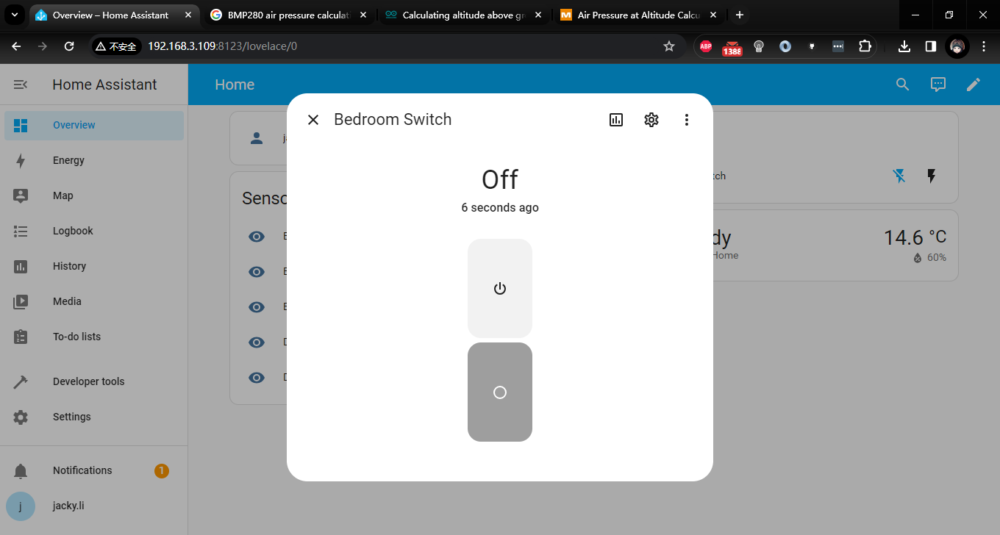 Overview – Home Assistant
BMP280 air pressure calculati
Calculating altitude above gr
Air Pressure at Altitude Calcu
不安全
192.168.3.109:8123/lovelace/0
ABP
1388
Home Assistant
Home
Overview
Energy
Map
Logbook
History
Media
To-do lists
Developer tools
Settings
Notifications
1
j
jacky.li
Senso
Bedroom Switch
Off
6 seconds ago
tch
dy
Home
14.6 °C
60%